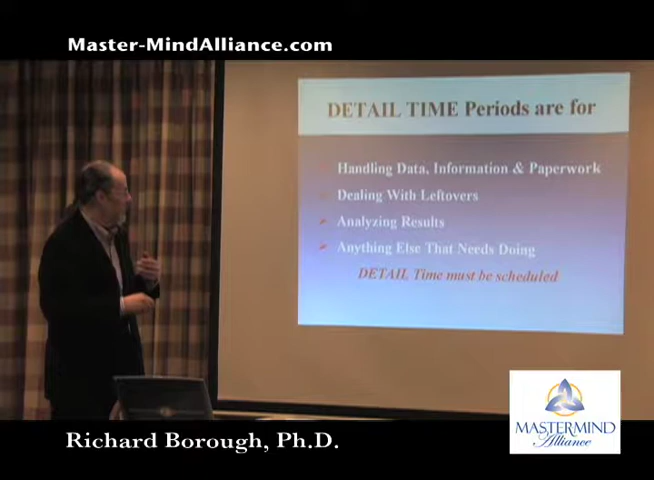 Master-MindAlliance.com
DETAIL TIME Periods are for
Handling Data, Information & Paperwork
Dealing With Leftovers
Analyzing Results
Anything Else That Needs Doing
DETAIL Time must be scheduled
Richard Borough, Ph.D.
MASTERMIND
Alliance